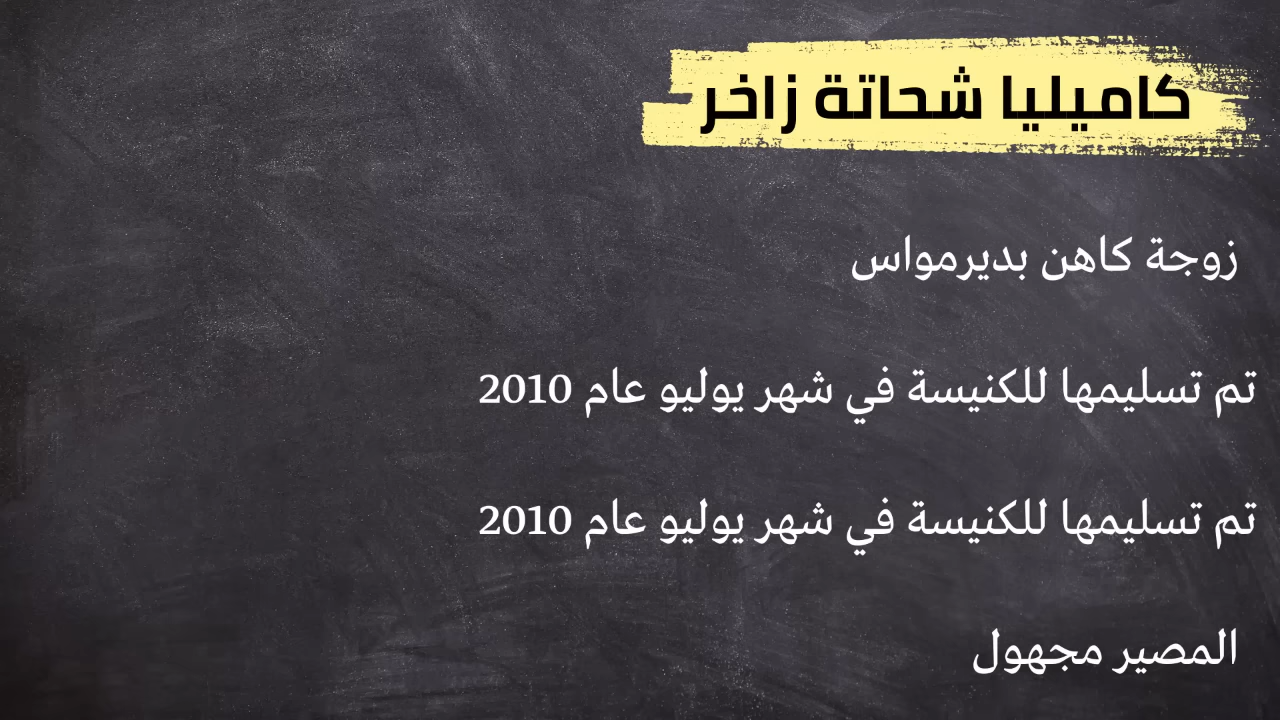 كاميليا شحاتة زاخر
زوجة كاهن بديرمواس
تم تسليمها للكنيسة في شهر يوليو عام 2010
تم تسليمها للكنيسة في شهر يوليو عام 2010
المصير مجهول